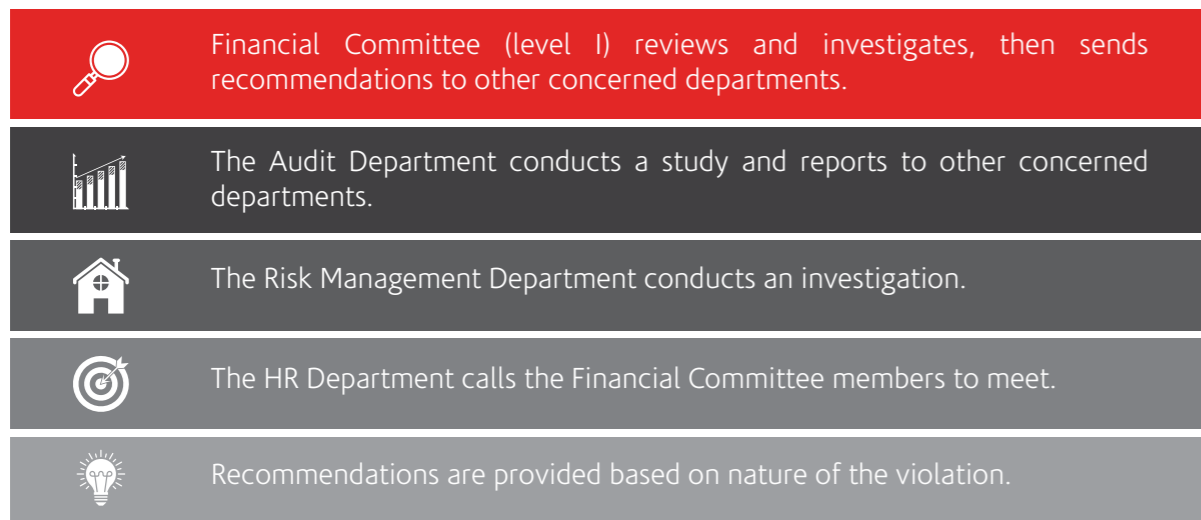 Financial Committee (level I) reviews and investigates, then sends
recommendations to other concerned departments.
The Audit Department conducts a study and reports to other concerned
departments.
The Risk Management Department conducts an investigation.
The HR Department calls the Financial Committee members to meet.
Recommendations are provided based on nature of the violation.